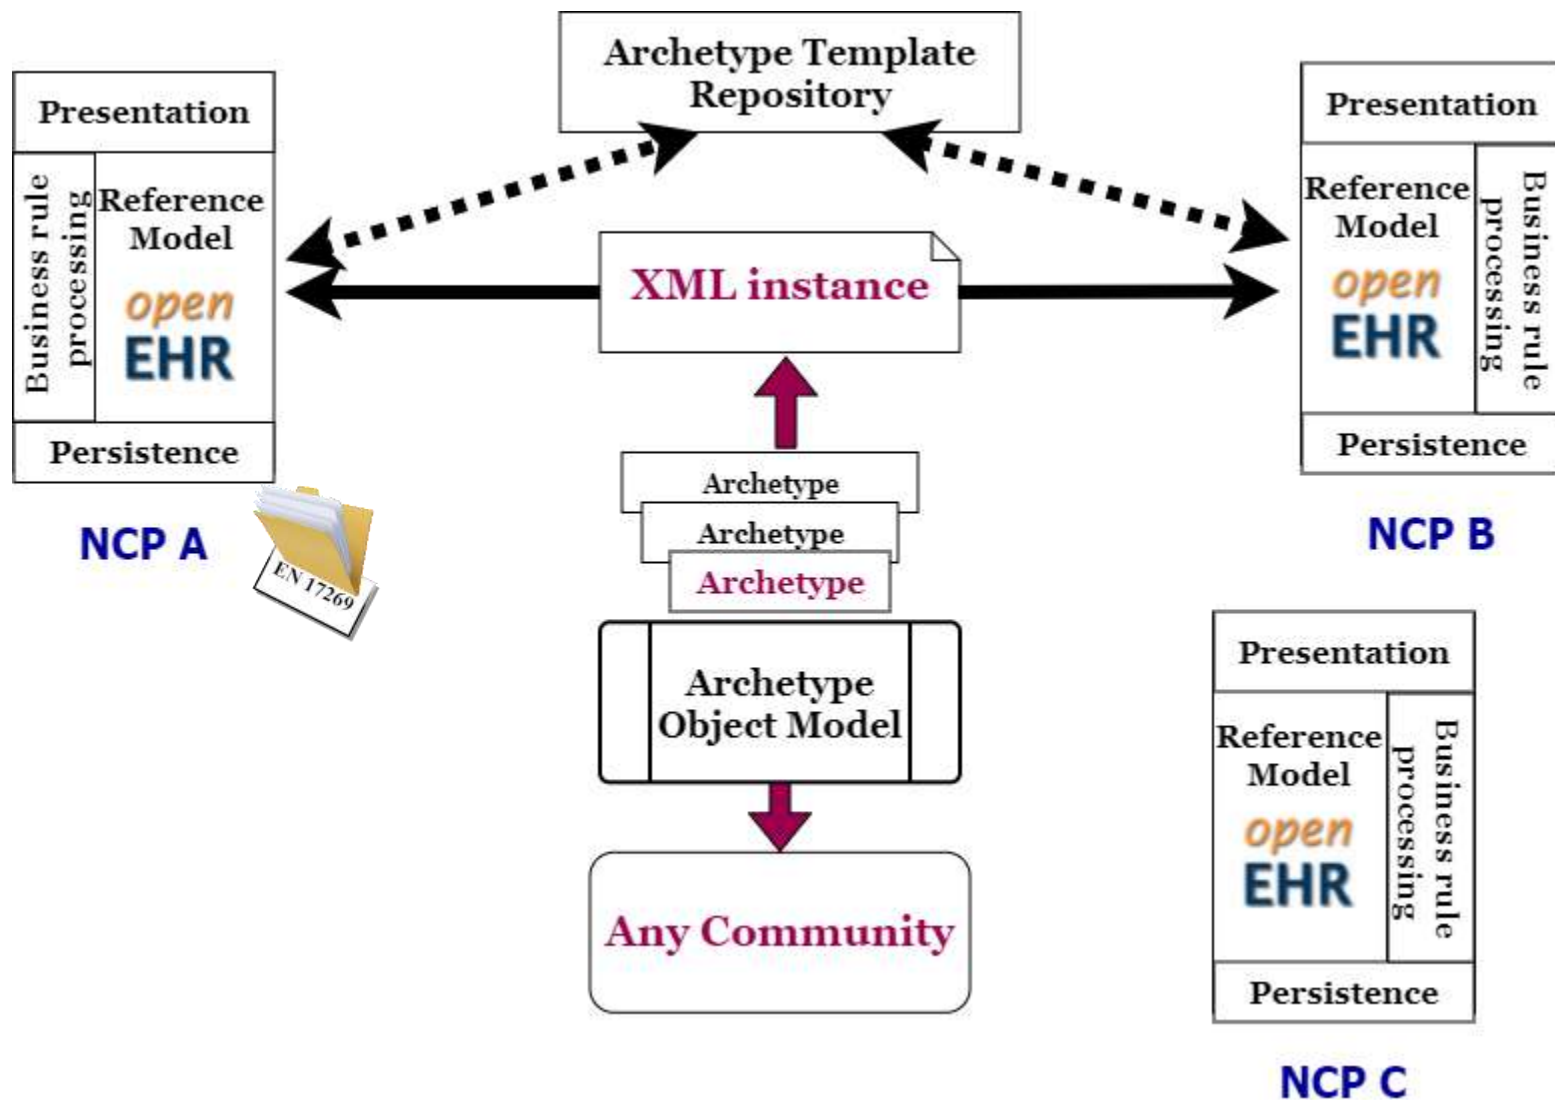 Archetype Template
Repository
Presentation
Business rule
processing
Reference
Model
open
EHR
Persistence
NCP A
EN 17269
XML instance
Archetype
Archetype
Archetype
Archetype
Object Model
Any Community
Presentation
Reference
Model
open
EHR
Business rule
processing
Persistence
NCP B
Presentation
Reference
Model
open
EHR
Business rule
processing
Persistence
NCP C